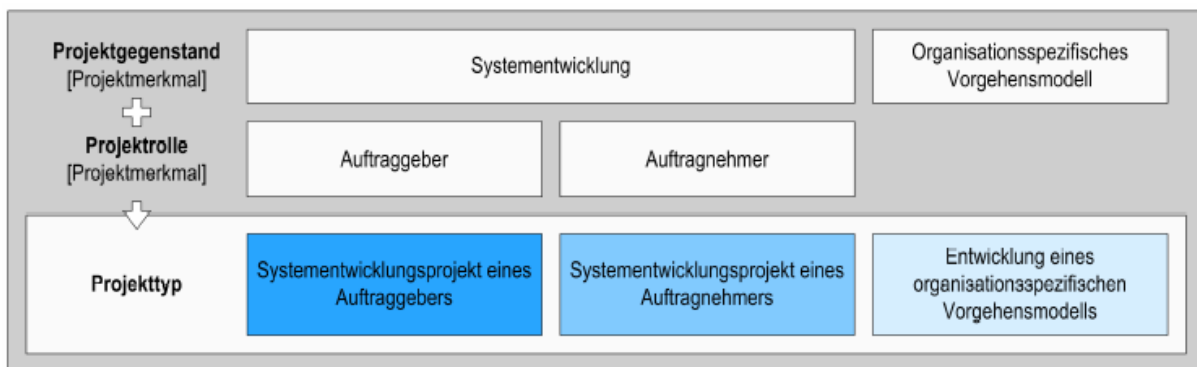 Projektgegenstand
[Projektmerkmal]
Systementwicklung
Organisationsspezifisches
Vorgehensmodell
Projektrolle
[Projektmerkmal]
Auftraggeber
Auftragnehmer
Projekttyp
Systementwicklungsprojekt eines
Auftraggebers
Systementwicklungsprojekt eines
Auftragnehmers
Entwicklung eines
organisationsspezifischen
Vorgehensmodells